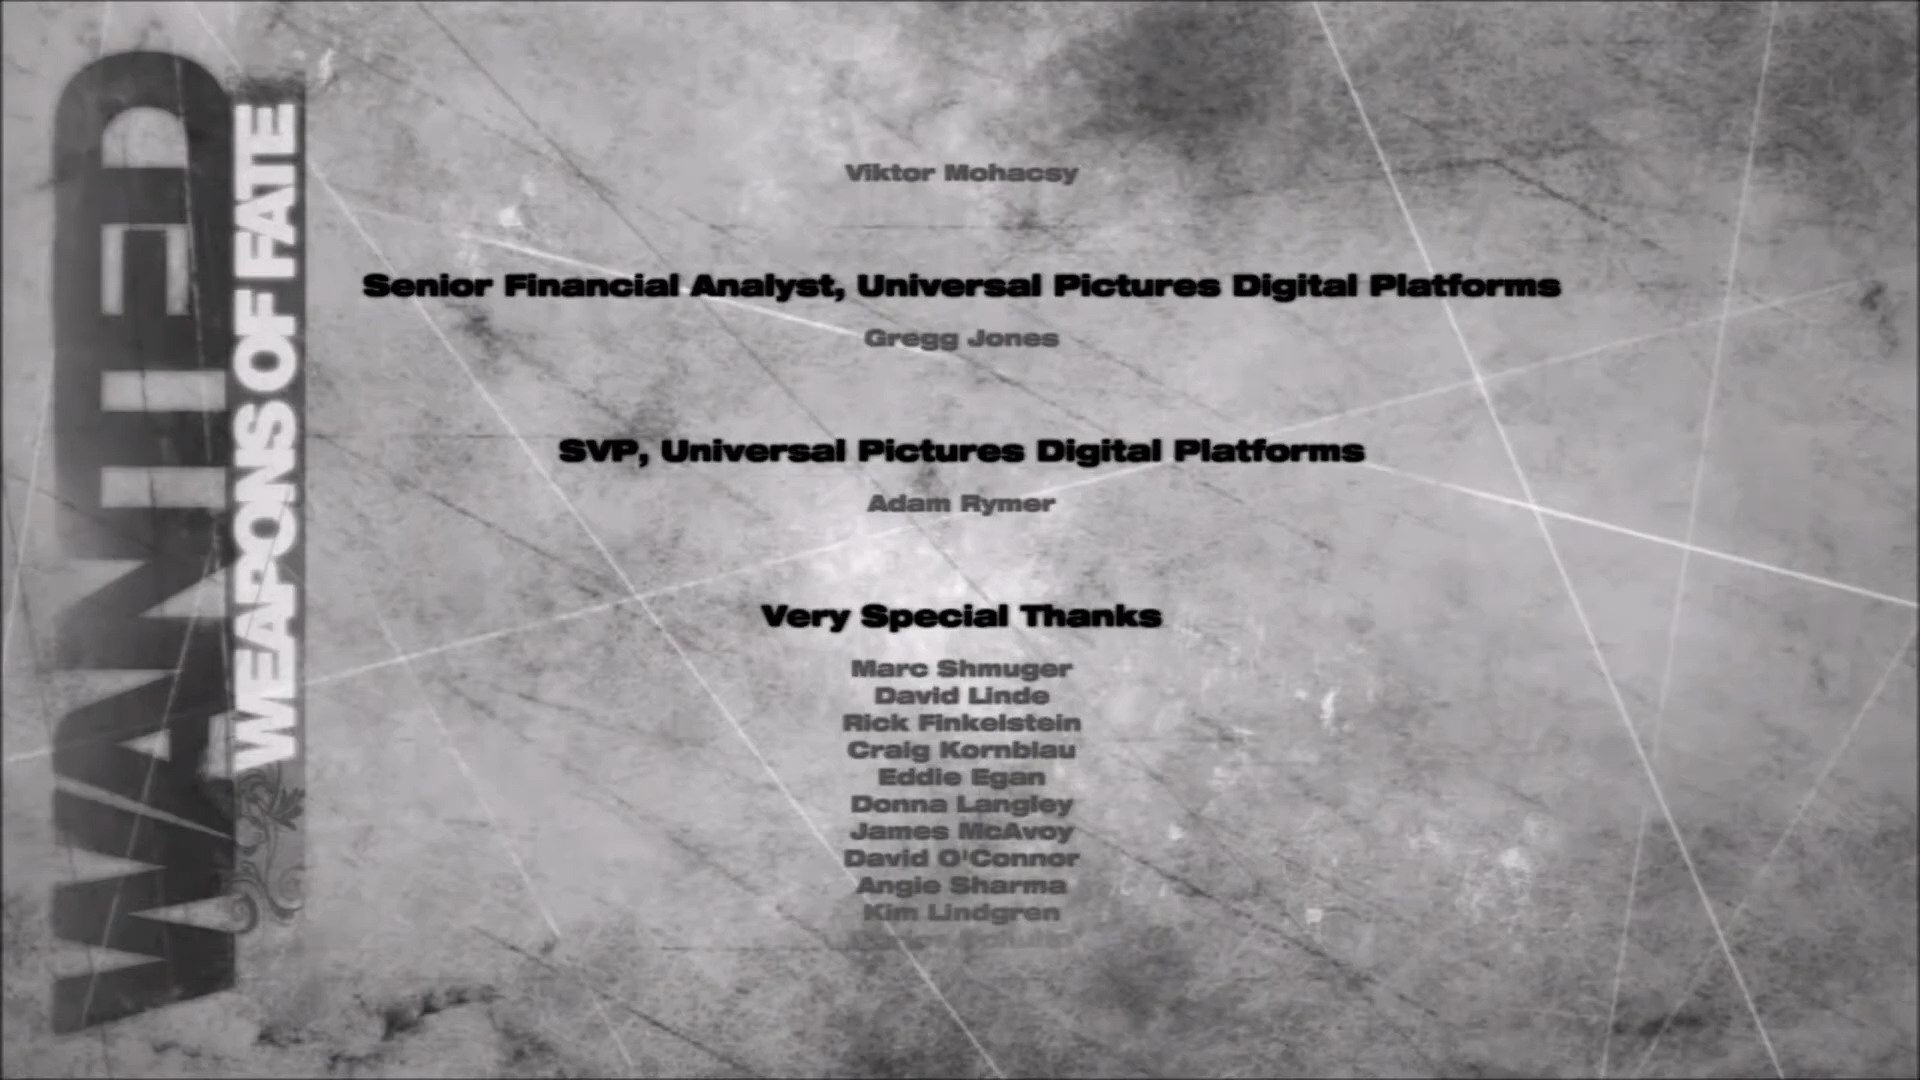 WANTED
WEAPONS OF FATE
Viktor Mohacsy
Senior Financial Analyst, Universal Pictures Digital Platforms
Gregg Jones
SVP, Universal Pictures Digital Platforms
Adam Rymer
Very Special Thanks
Marc Shmuger
David Linde
Rick Finkelstein
Craig Kornblau
Eddie Egan
Donna Langley
James McAvoy
David O'Connor
Angie Sharma
Kim Lindgren